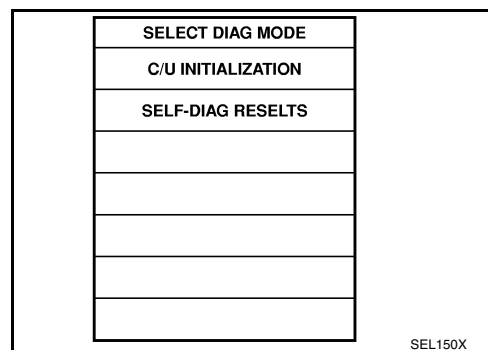 SELECT DIAG MODE
C/U INITIALIZATION
SELF-DIAG RESELTS
SEL150X